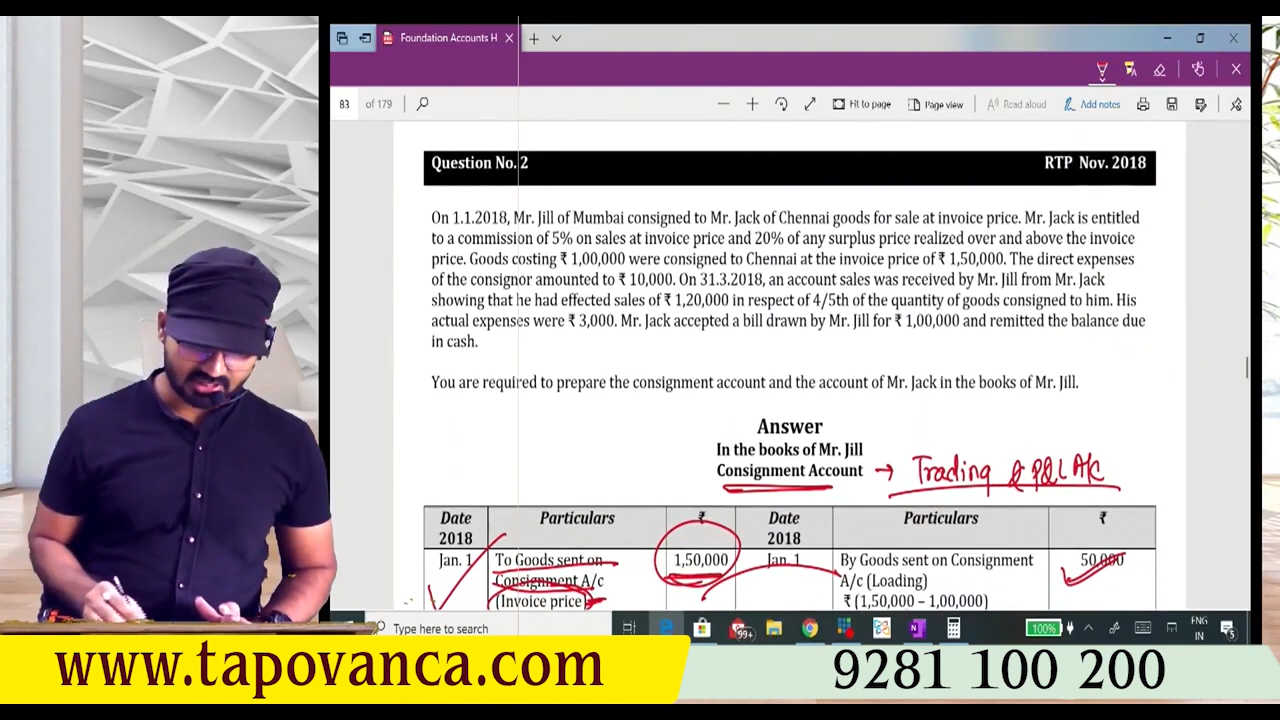 Foundation Accounts H
83 of 179
Fit to page
Page view
Read aloud
Add notes
Question No. 2 RTP Nov. 2018
On 1.1.2018, Mr. Jill of Mumbai consigned to Mr. Jack of Chennai goods for sale at invoice price. Mr. Jack is entitled
to a commission of 5% on sales at invoice price and 20% of any surplus price realized over and above the invoice
price. Goods costing ₹ 1,00,000 were consigned to Chennai at the invoice price of ₹ 1,50,000. The direct expenses
of the consignor amounted to ₹ 10,000. On 31.3.2018, an account sales was received by Mr. Jill from Mr. Jack
showing that he had effected sales of ₹ 1,20,000 in respect of 4/5th of the quantity of goods consigned to him. His
actual expenses were ₹ 3,000. Mr. Jack accepted a bill drawn by Mr. Jill for ₹ 1,00,000 and remitted the balance due
in cash.
You are required to prepare the consignment account and the account of Mr. Jack in the books of Mr. Jill.
Answer
In the books of Mr. Jill
Consignment Account → Trading & P&L A/c
Date Particulars ₹ Date Particulars ₹
2018 2018
Jan. 1 To Goods sent on 1,50,000 Jan. 1 By Goods sent on Consignment 50,000
Consignment A/c A/c (Loading)
(Invoice price) ₹ (1,50,000 – 1,00,000)
Type here to search
99+
100%
ENG
IN
5
www.tapovanca.com
9281 100 200